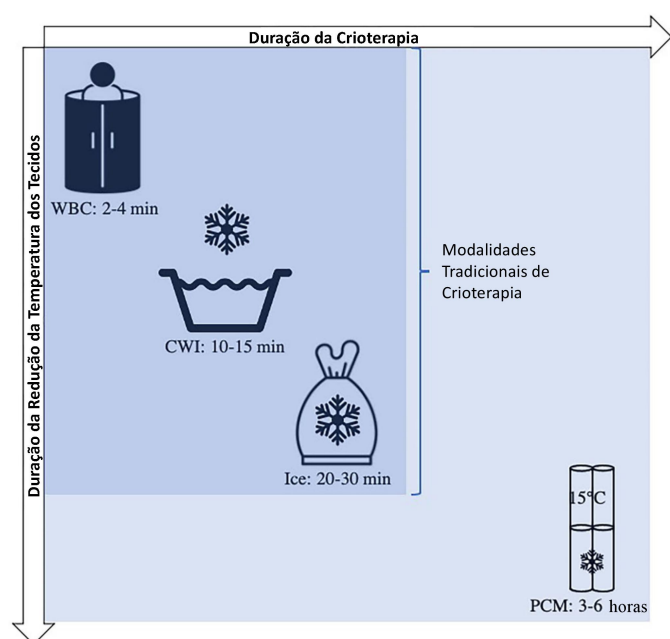 Duração da Crioterapia
Duração da Redução da Temperatura dos Tecidos
WBC: 2-4 min
CWI: 10-15 min
Modalidades
Tradicionais de
Crioterapia
Ice: 20-30 min
15°C
PCM: 3-6 horas